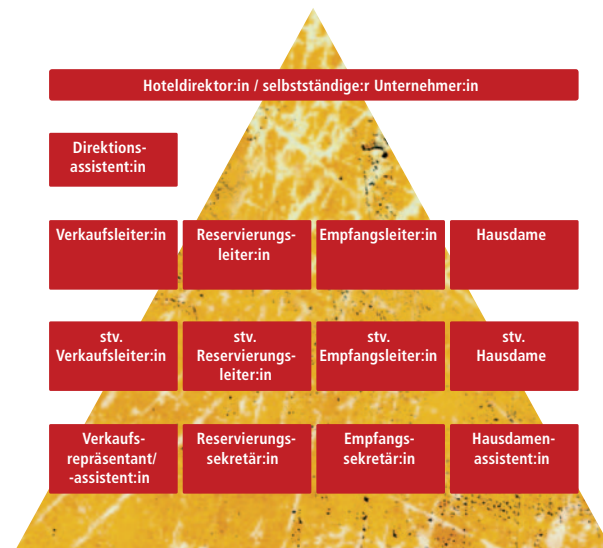 Hoteldirektor:in / selbstständige:r Unternehmer:in
Direktions-
assistent:in
Verkaufsleiter:in
Reservierungs-
leiter:in
Empfangsleiter:in
Hausdame
stv.
Verkaufsleiter:in
stv.
Reservierungs-
leiter:in
stv.
Empfangsleiter:in
stv.
Hausdame
Verkaufs-
repräsentant/
-assistent:in
Reservierungs-
sekretär:in
Empfangs-
sekretär:in
Hausdamen-
assistent:in